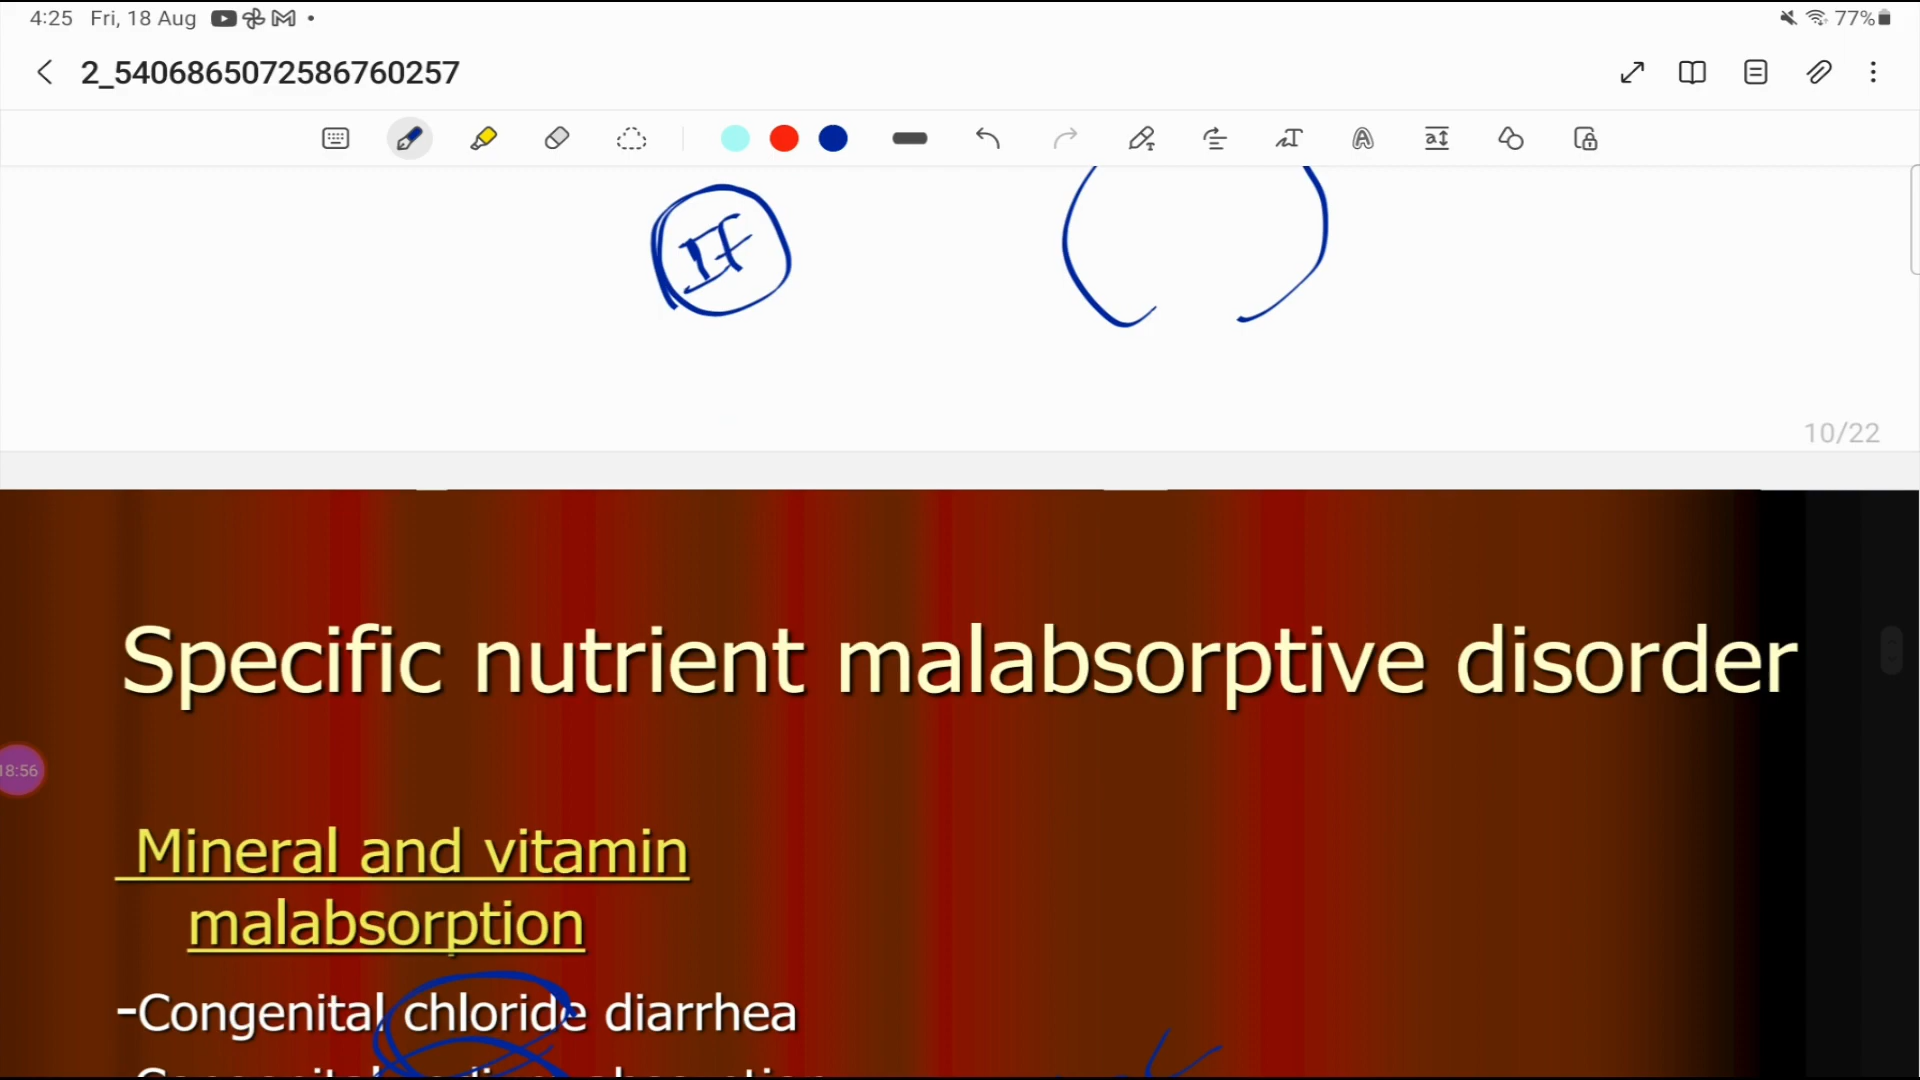 4:25 Fri, 18 Aug
77%
2_5406865072586760257
IF
10/22
Specific nutrient malabsorptive disorder
18:56
Mineral and vitamin
malabsorption
-Congenital chloride diarrhea